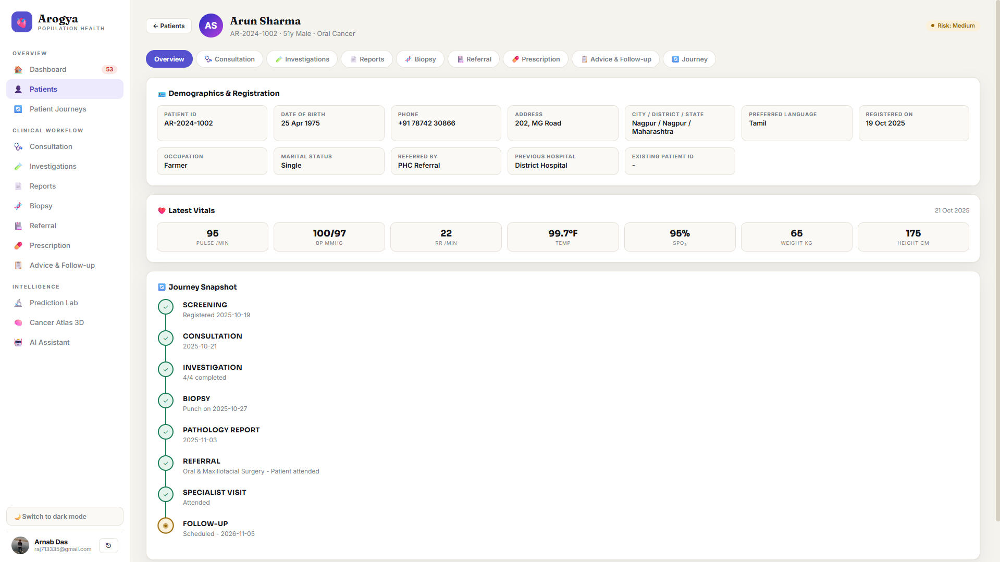 Arogya
POPULATION HEALTH
OVERVIEW
Dashboard 53
Patients
Patient Journeys
CLINICAL WORKFLOW
Consultation
Investigations
Reports
Biopsy
Referral
Prescription
Advice & Follow-up
INTELLIGENCE
Prediction Lab
Cancer Atlas 3D
AI Assistant
Switch to dark mode
Arnab Das
raj713335@gmail.com
← Patients
AS
Arun Sharma
AR-2024-1002 · 51y Male · Oral Cancer
Risk: Medium
Overview Consultation Investigations Reports Biopsy Referral Prescription Advice & Follow-up Journey
Demographics & Registration
PATIENT ID
AR-2024-1002
DATE OF BIRTH
25 Apr 1975
PHONE
+91 78742 30866
ADDRESS
202, MG Road
CITY / DISTRICT / STATE
Nagpur / Nagpur /
Maharashtra
PREFERRED LANGUAGE
Tamil
REGISTERED ON
19 Oct 2025
OCCUPATION
Farmer
MARITAL STATUS
Single
REFERRED BY
PHC Referral
PREVIOUS HOSPITAL
District Hospital
EXISTING PATIENT ID
-
Latest Vitals
21 Oct 2025
95
PULSE /MIN
100/97
BP MMHG
22
RR /MIN
99.7°F
TEMP
95%
SPO₂
65
WEIGHT KG
175
HEIGHT CM
Journey Snapshot
SCREENING
Registered 2025-10-19
CONSULTATION
2025-10-21
INVESTIGATION
4/4 completed
BIOPSY
Punch on 2025-10-27
PATHOLOGY REPORT
2025-11-03
REFERRAL
Oral & Maxillofacial Surgery - Patient attended
SPECIALIST VISIT
Attended
FOLLOW-UP
Scheduled - 2026-11-05